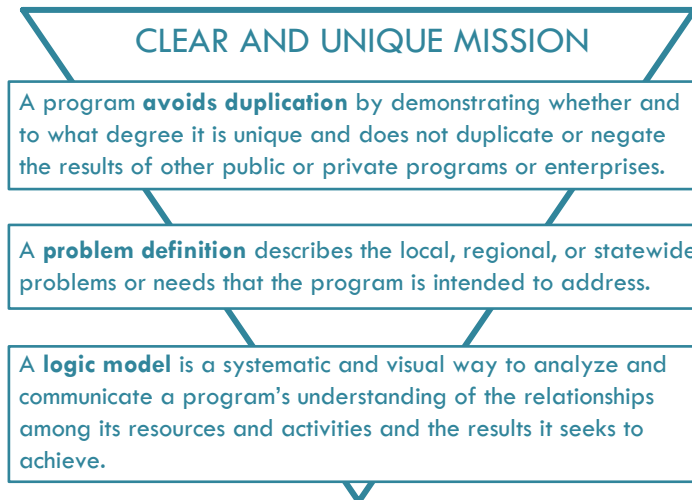 CLEAR AND UNIQUE MISSION
A program avoids duplication by demonstrating whether and
to what degree it is unique and does not duplicate or negate
the results of other public or private programs or enterprises.
A problem definition describes the local, regional, or statewide
problems or needs that the program is intended to address.
A logic model is a systematic and visual way to analyze and
communicate a program’s understanding of the relationships
among its resources and activities and the results it seeks to
achieve.